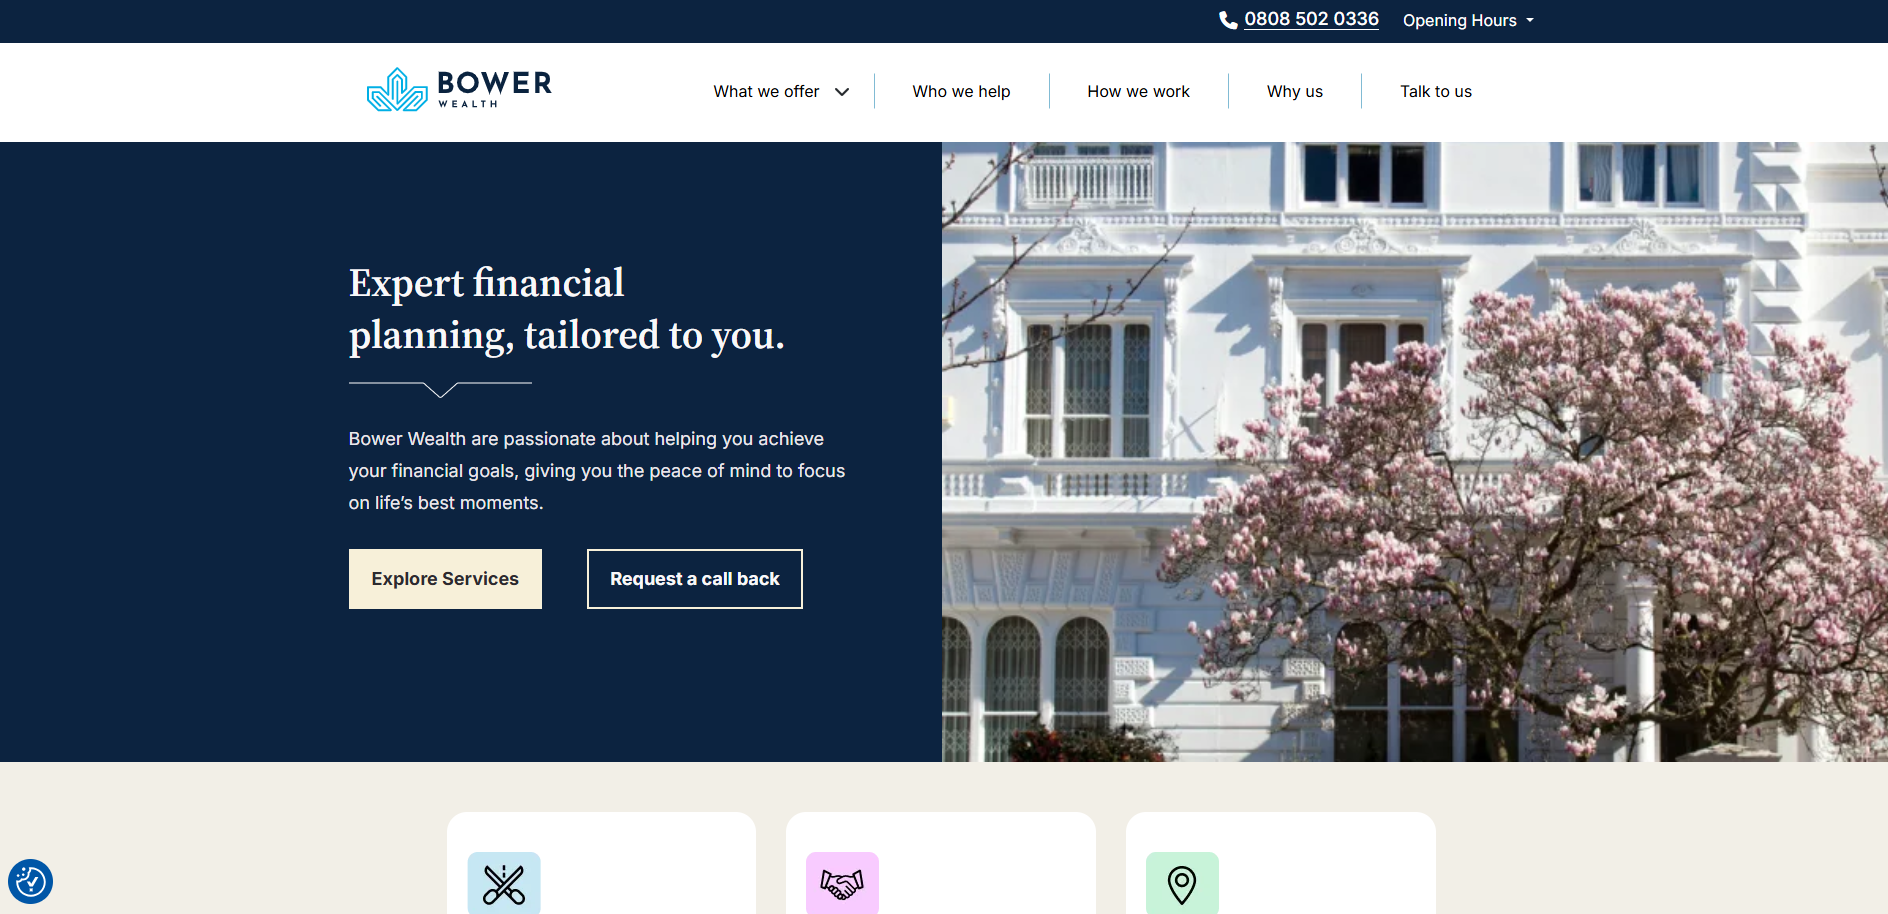 0808 502 0336
Opening Hours
BOWER
WEALTH
What we offer
Who we help
How we work
Why us
Talk to us
Expert financial
planning, tailored to you.
Bower Wealth are passionate about helping you achieve
your financial goals, giving you the peace of mind to focus
on life’s best moments.
Explore Services
Request a call back